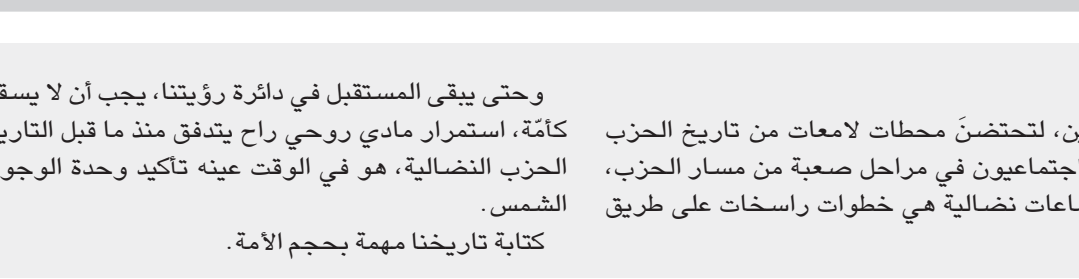 ن، لتحتضنَ محطات لامعات من تاريخ الحزب
اجتماعيون في مراحل صعبة من مسار الحزب،
اعات نضالية هي خطوات راسخات على طريق
وحتى يبقى المستقبل في دائرة رؤيتنا، يجب أن لا يسق
كأمّة، استمرار مادي روحي راح يتدفق منذ ما قبل التاري
الحزب النضالية، هو في الوقت عينه تأكيد وحدة الوجو
الشمس.
كتابة تاريخنا مهمة بحجم الأمة.